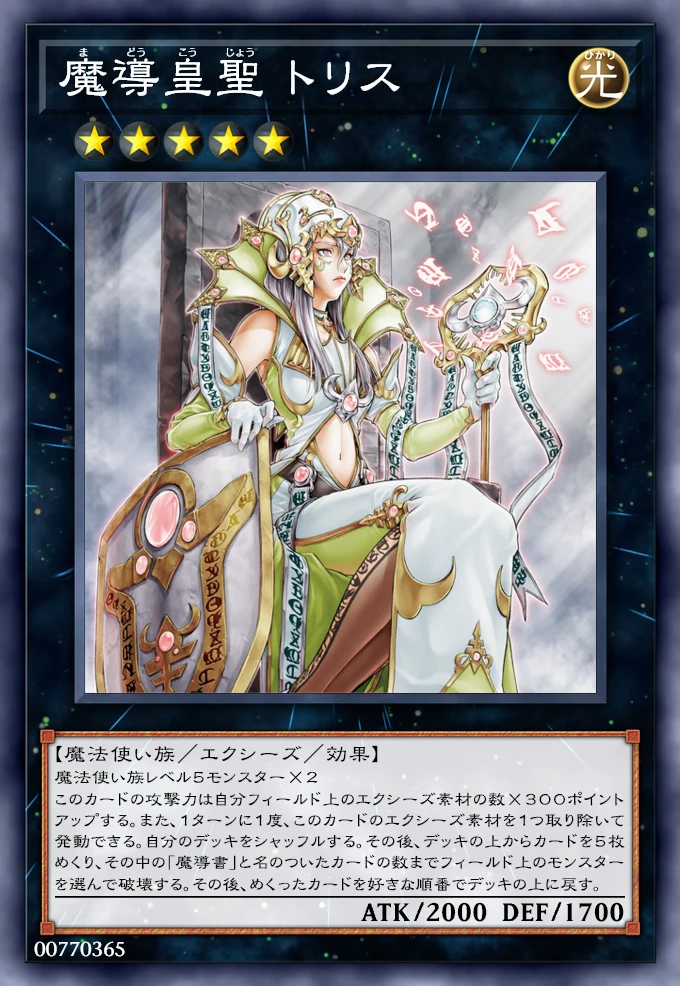 魔導皇聖 トリス
まどうこうじょう
光
ひかり
【魔法使い族／エクシーズ／効果】
魔法使い族レベル５モンスター×２
このカードの攻撃力は自分フィールド上のエクシーズ素材の数×３００ポイント
アップする。また、１ターンに１度、このカードのエクシーズ素材を１つ取り除いて
発動できる。自分のデッキをシャッフルする。その後、デッキの上からカードを５枚
めくり、その中の「魔導書」と名のついたカードの数までフィールド上のモンスター
を選んで破壊する。その後、めくったカードを好きな順番でデッキの上に戻す。
ATK/2000 DEF/1700
00770365